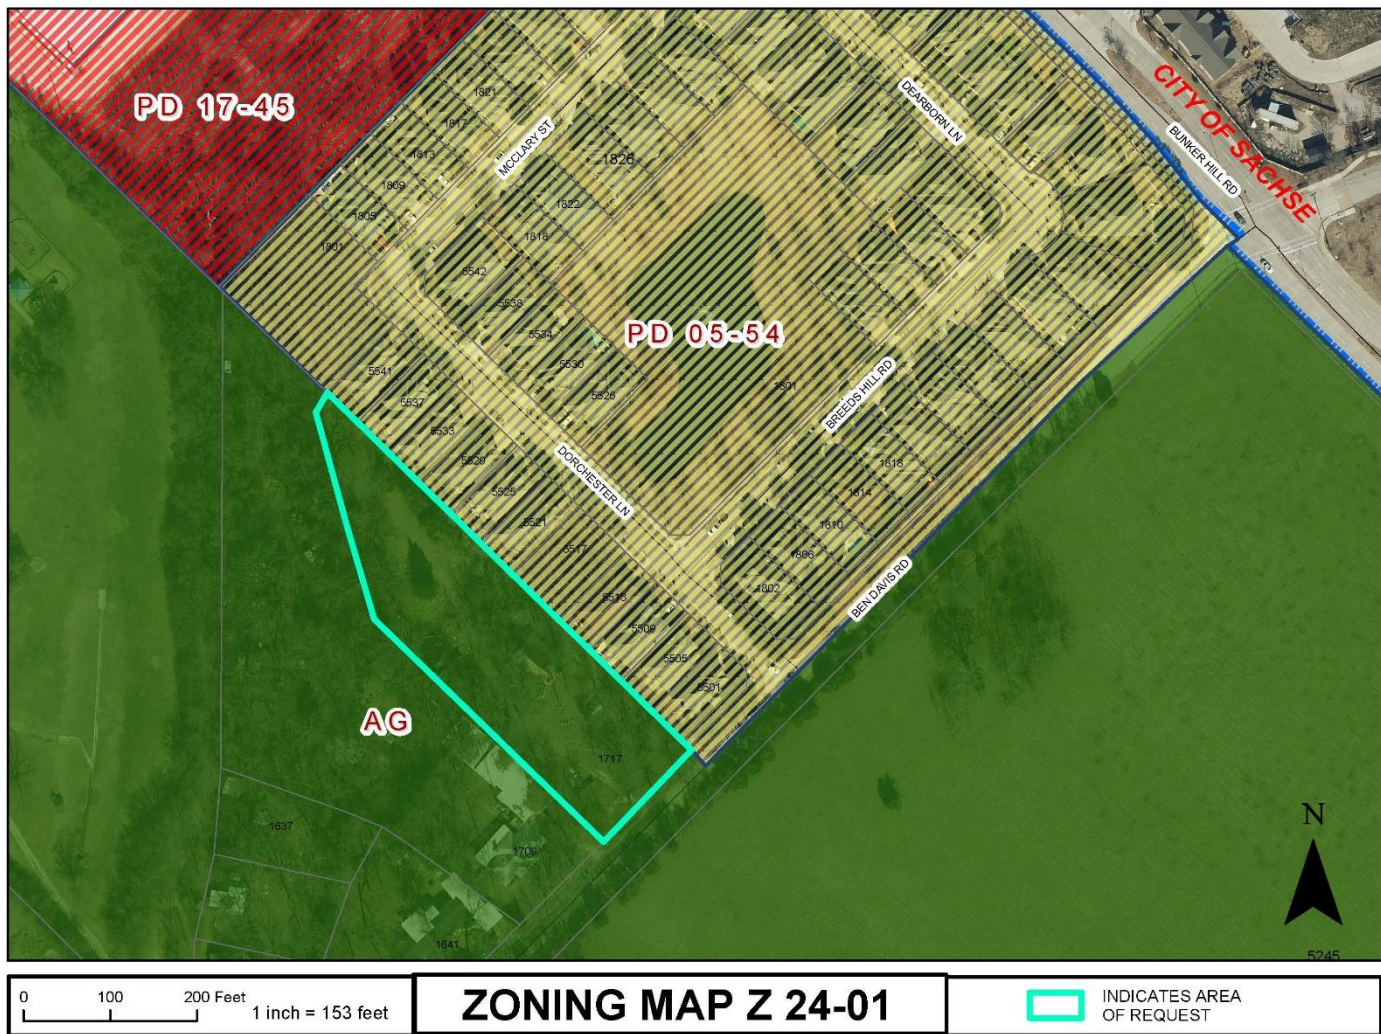 PD 17-45
CITY OF SACHSE
BUNKER HILL RD
DEARBORN LN
MCCLARY ST
1821
1817
1813
1809
1805
1801
1826
1822
1818
5542
5538
5534
5530
5526
PD 05-54
1801
BREEDS HILL RD
5541
5537
5533
5529
5525
5521
5517
5513
5509
5505
5501
DORCHESTER LN
1818
1814
1810
1806
1802
BEN DAVIS RD
AG
1717
1637
1709
1641
N
5245
0 100 200 Feet
1 inch = 153 feet
ZONING MAP Z 24-01
INDICATES AREA
OF REQUEST